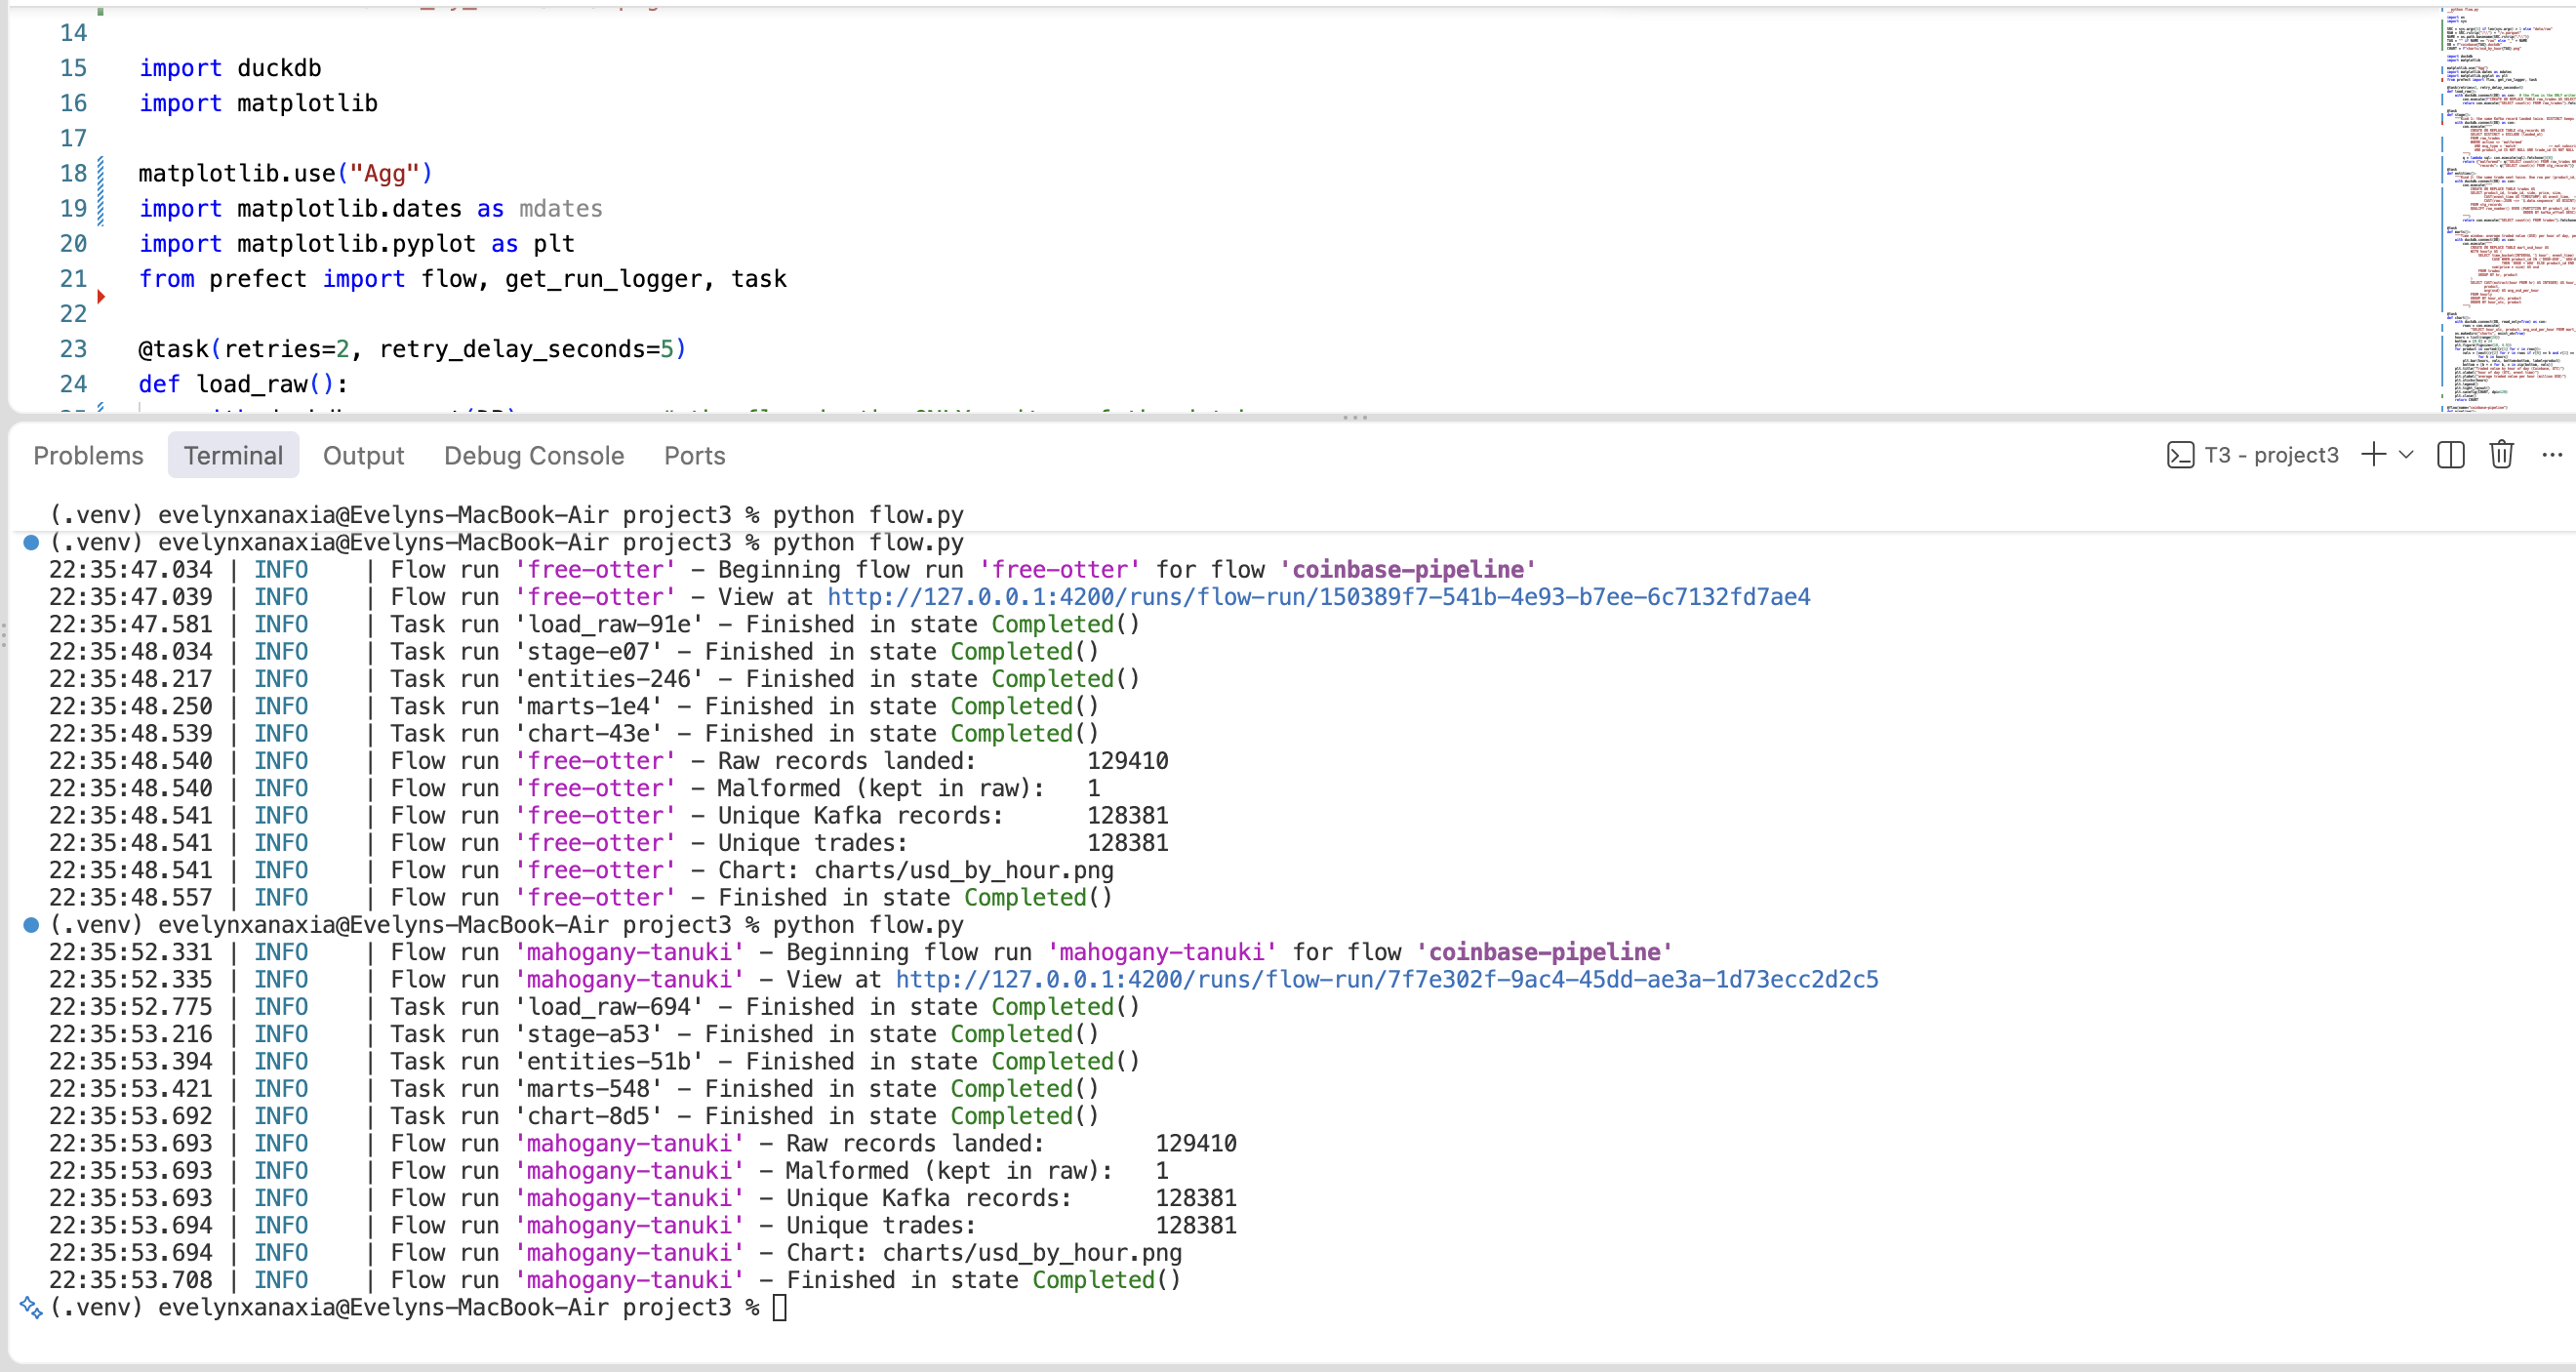 14
15 import duckdb
16 import matplotlib
17
18 matplotlib.use("Agg")
19 import matplotlib.dates as mdates
20 import matplotlib.pyplot as plt
21 from prefect import flow, get_run_logger, task
22
23 @task(retries=2, retry_delay_seconds=5)
24 def load_raw():
Problems Terminal Output Debug Console Ports T3 - project3
(.venv) evelynxanaxia@Evelyns-MacBook-Air project3 % python flow.py
(.venv) evelynxanaxia@Evelyns-MacBook-Air project3 % python flow.py
22:35:47.034 | INFO    | Flow run 'free-otter' - Beginning flow run 'free-otter' for flow 'coinbase-pipeline'
22:35:47.039 | INFO    | Flow run 'free-otter' - View at http://127.0.0.1:4200/runs/flow-run/150389f7-541b-4e93-b7ee-6c7132fd7ae4
22:35:47.581 | INFO    | Task run 'load_raw-91e' - Finished in state Completed()
22:35:48.034 | INFO    | Task run 'stage-e07' - Finished in state Completed()
22:35:48.217 | INFO    | Task run 'entities-246' - Finished in state Completed()
22:35:48.250 | INFO    | Task run 'marts-1e4' - Finished in state Completed()
22:35:48.539 | INFO    | Task run 'chart-43e' - Finished in state Completed()
22:35:48.540 | INFO    | Flow run 'free-otter' - Raw records landed:        129410
22:35:48.540 | INFO    | Flow run 'free-otter' - Malformed (kept in raw):   1
22:35:48.541 | INFO    | Flow run 'free-otter' - Unique Kafka records:      128381
22:35:48.541 | INFO    | Flow run 'free-otter' - Unique trades:             128381
22:35:48.541 | INFO    | Flow run 'free-otter' - Chart: charts/usd_by_hour.png
22:35:48.557 | INFO    | Flow run 'free-otter' - Finished in state Completed()
(.venv) evelynxanaxia@Evelyns-MacBook-Air project3 % python flow.py
22:35:52.331 | INFO    | Flow run 'mahogany-tanuki' - Beginning flow run 'mahogany-tanuki' for flow 'coinbase-pipeline'
22:35:52.335 | INFO    | Flow run 'mahogany-tanuki' - View at http://127.0.0.1:4200/runs/flow-run/7f7e302f-9ac4-45dd-ae3a-1d73ecc2d2c5
22:35:52.775 | INFO    | Task run 'load_raw-694' - Finished in state Completed()
22:35:53.216 | INFO    | Task run 'stage-a53' - Finished in state Completed()
22:35:53.394 | INFO    | Task run 'entities-51b' - Finished in state Completed()
22:35:53.421 | INFO    | Task run 'marts-548' - Finished in state Completed()
22:35:53.692 | INFO    | Task run 'chart-8d5' - Finished in state Completed()
22:35:53.693 | INFO    | Flow run 'mahogany-tanuki' - Raw records landed:        129410
22:35:53.693 | INFO    | Flow run 'mahogany-tanuki' - Malformed (kept in raw):   1
22:35:53.693 | INFO    | Flow run 'mahogany-tanuki' - Unique Kafka records:      128381
22:35:53.694 | INFO    | Flow run 'mahogany-tanuki' - Unique trades:             128381
22:35:53.694 | INFO    | Flow run 'mahogany-tanuki' - Chart: charts/usd_by_hour.png
22:35:53.708 | INFO    | Flow run 'mahogany-tanuki' - Finished in state Completed()
(.venv) evelynxanaxia@Evelyns-MacBook-Air project3 %